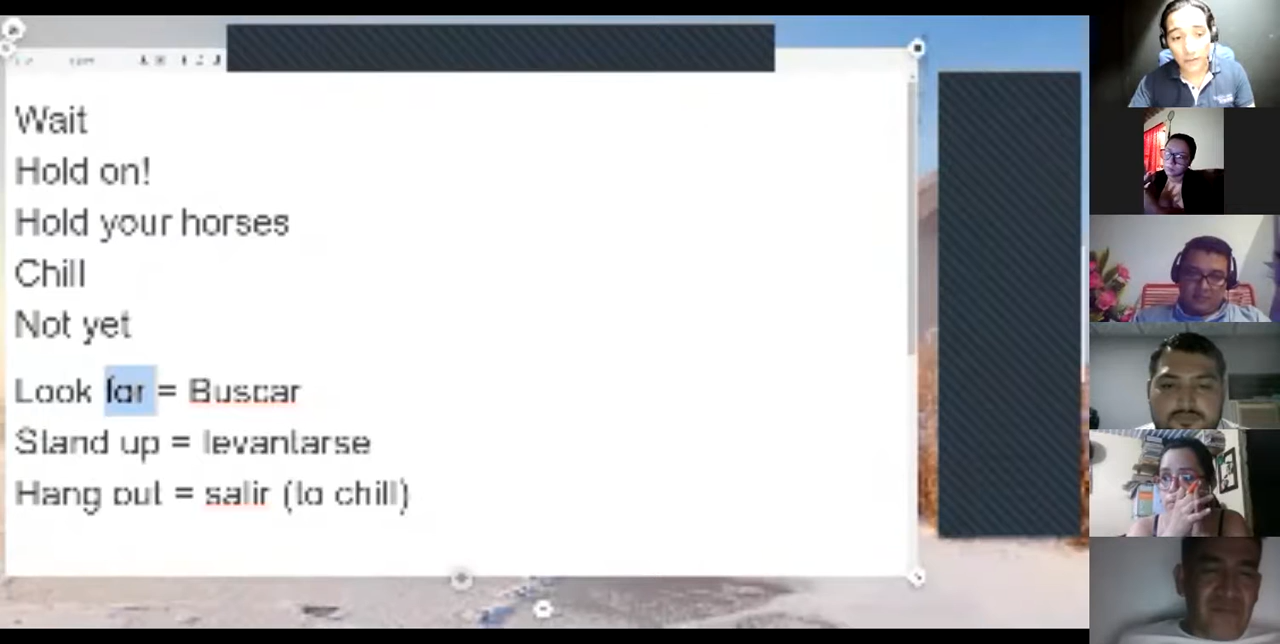 Wait
Hold on!
Hold your horses
Chill
Not yet
Look for = Buscar
Stand up = levantarse
Hang out = salir (to chill)